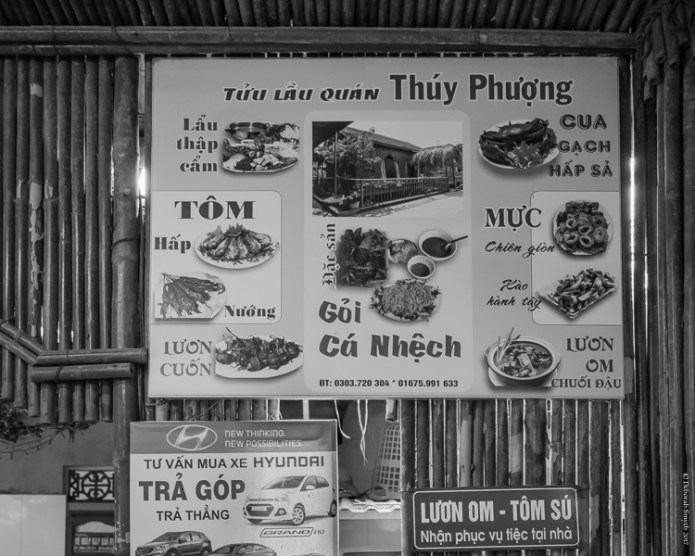 TỬU LẦU QUÁN Thúy Phượng
Lẩu
thập
cẩm
CUA
GẠCH
HẤP SẢ
TÔM
Hấp
Nướng
LƯƠN
CUỐN
Đặc sản
Gỏi
Cá Nhệch
MỰC
Chiên giòn
Xào
hành tây
LƯƠN
OM
CHUỐI ĐẬU
ĐT: 0303.720 304 * 01675.991 633
NEW THINKING.
NEW POSSIBILITIES.
TƯ VẤN MUA XE HYUNDAI
TRẢ GÓP
TRẢ THẲNG
GRAND i10
LƯƠN OM - TÔM SÚ
Nhận phục vụ tiệc tại nhà